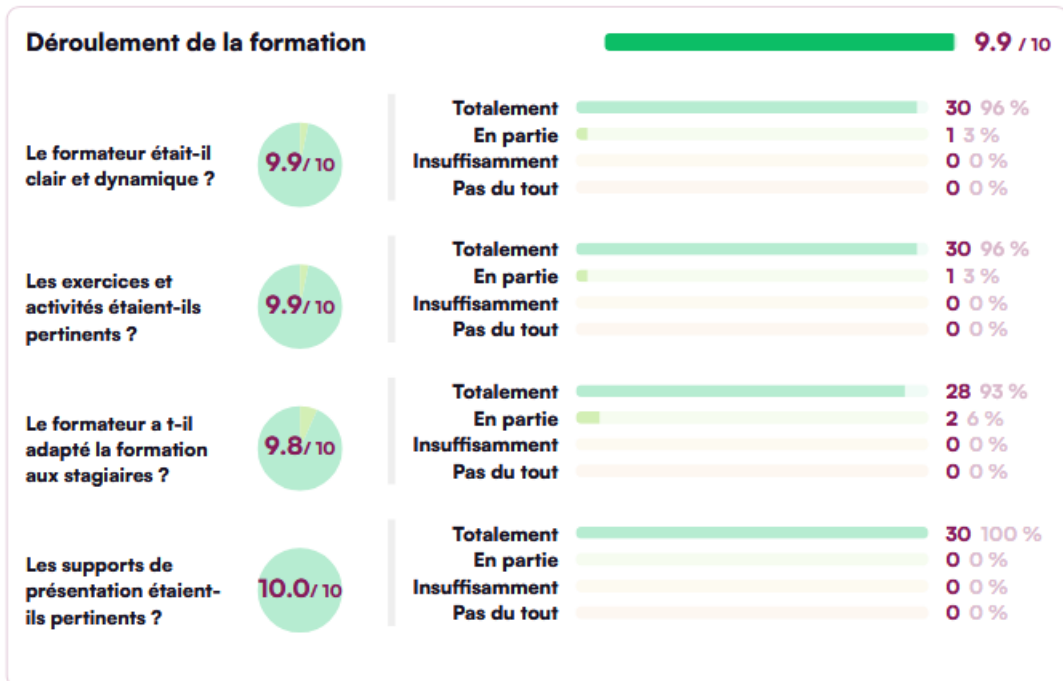 Déroulement de la formation 9.9 / 10
Le formateur était-il
clair et dynamique ?
9.9/ 10
Totalement 30 96 %
En partie 1 3 %
Insuffisamment 0 0 %
Pas du tout 0 0 %
Les exercices et
activités étaient-ils
pertinents ?
9.9/ 10
Totalement 30 96 %
En partie 1 3 %
Insuffisamment 0 0 %
Pas du tout 0 0 %
Le formateur a t-il
adapté la formation
aux stagiaires ?
9.8/ 10
Totalement 28 93 %
En partie 2 6 %
Insuffisamment 0 0 %
Pas du tout 0 0 %
Les supports de
présentation étaient-
ils pertinents ?
10.0/ 10
Totalement 30 100 %
En partie 0 0 %
Insuffisamment 0 0 %
Pas du tout 0 0 %